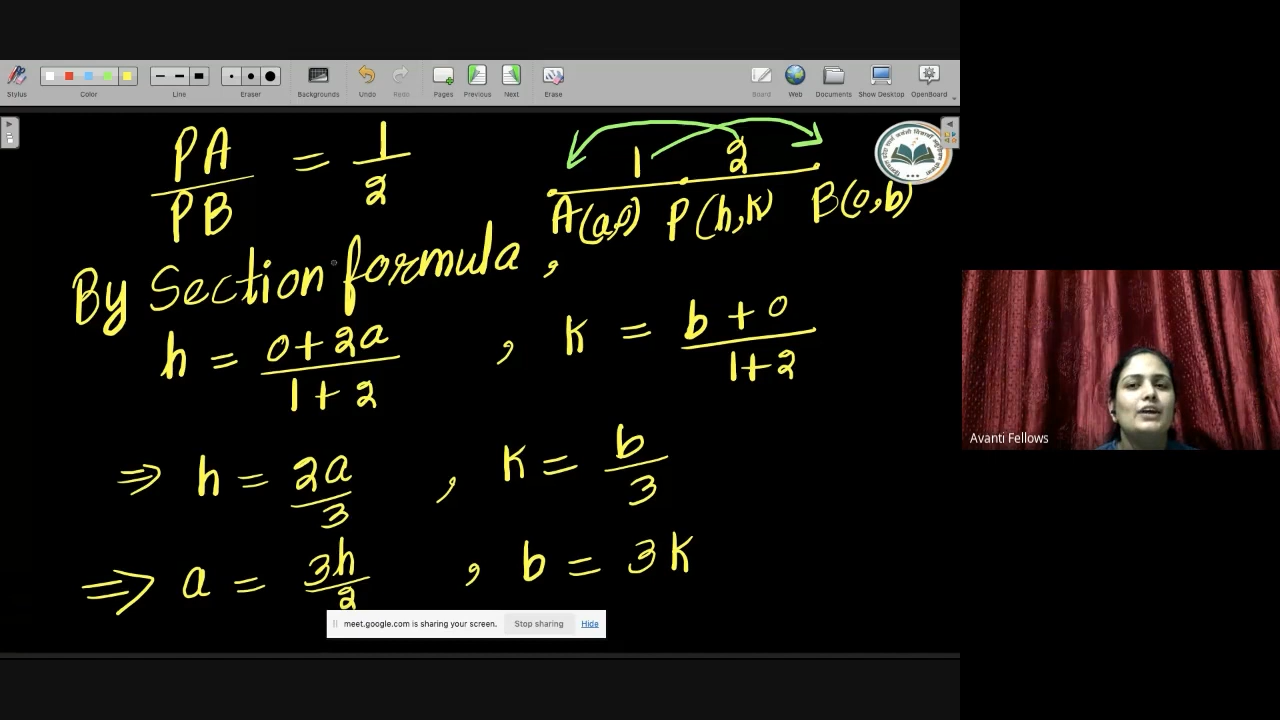 Stylus Color Line Eraser Backgrounds Undo Redo Pages Previous Next Erase Board Web Documents Show Desktop OpenBoard
PA/PB = 1/2
1 2
A(a,0) P(h,k) B(0,b)
By Section formula,
h = 0+2a/1+2 , k = b+0/1+2
⇒ h = 2a/3 , k = b/3
⇒ a = 3h/2 , b = 3k
meet.google.com is sharing your screen. Stop sharing Hide
Avanti Fellows